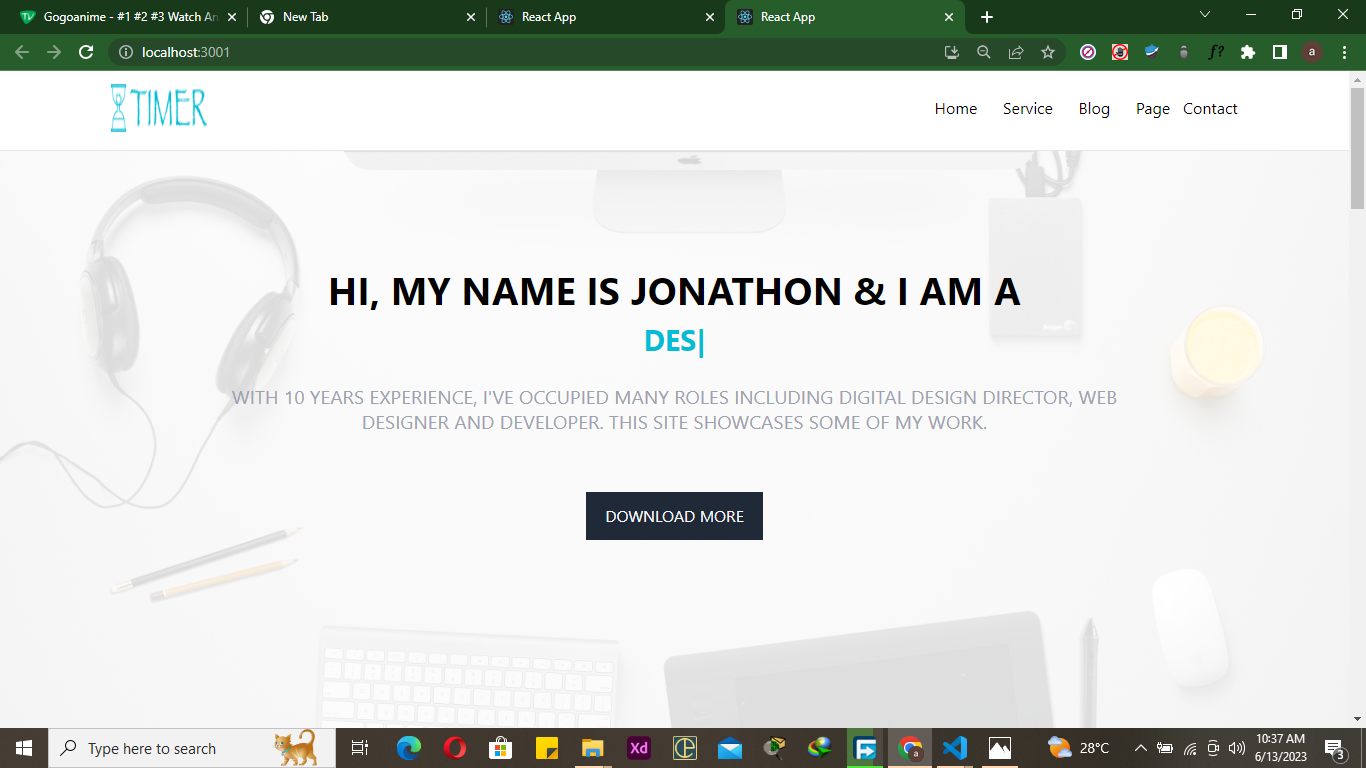 Gogoanime - #1 #2 #3 Watch An
New Tab
React App
React App
localhost:3001
f?
a
TIMER
Home Service Blog Page Contact
HI, MY NAME IS JONATHON & I AM A
DES|
WITH 10 YEARS EXPERIENCE, I'VE OCCUPIED MANY ROLES INCLUDING DIGITAL DESIGN DIRECTOR, WEB
DESIGNER AND DEVELOPER. THIS SITE SHOWCASES SOME OF MY WORK.
DOWNLOAD MORE
Type here to search
Xd
a
28°C
10:37 AM
6/13/2023
3